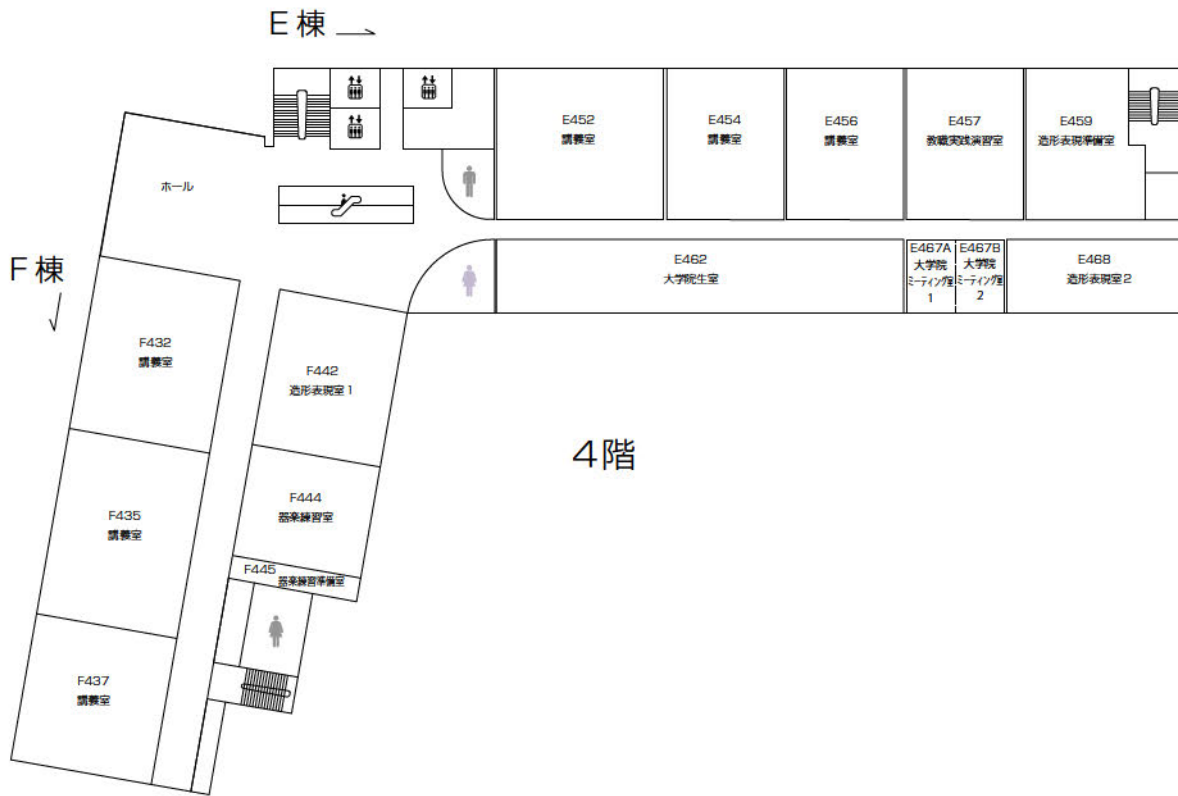 E棟
E452
講義室
E454
講義室
E456
講義室
E457
教職実践演習室
E459
造形表現準備室
ホール
F棟
E462
大学院生室
E467A
大学院
ミーティング室
1
E467B
大学院
ミーティング室
2
E468
造形表現室2
F432
講義室
F442
造形表現室1
4階
F444
器楽練習室
F435
講義室
F445
器楽練習準備室
F437
講義室